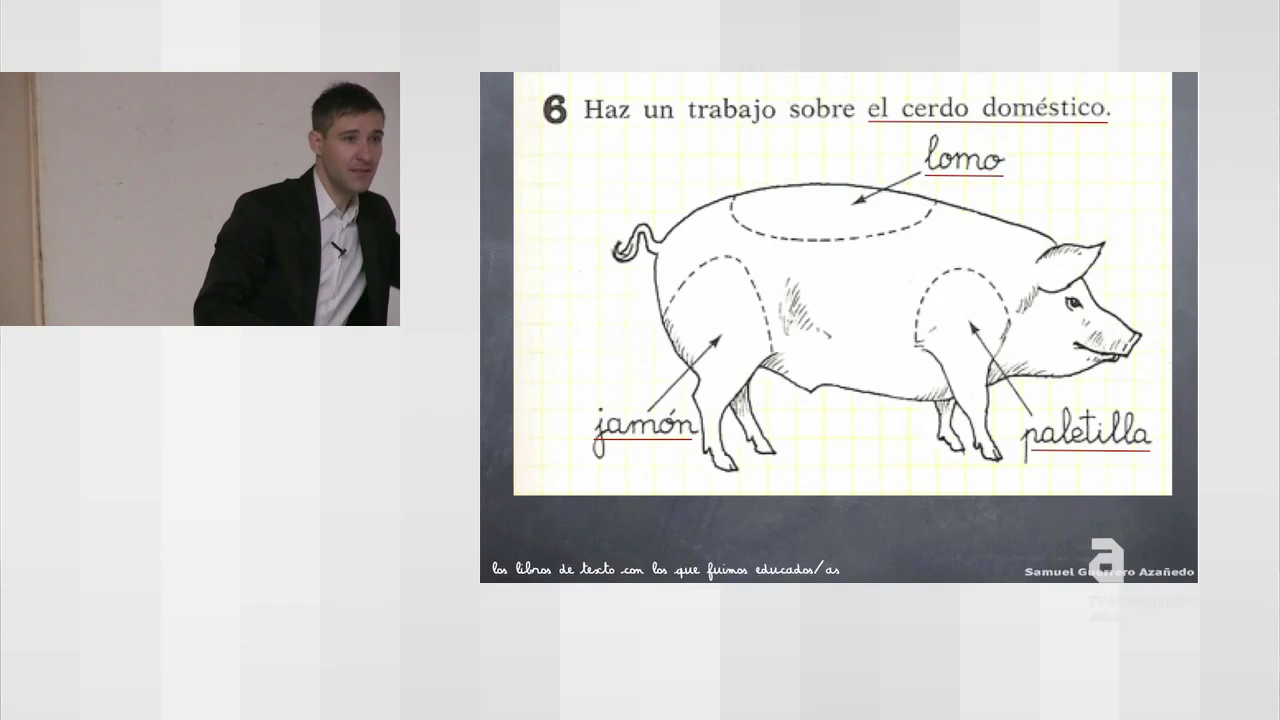 6 Haz un trabajo sobre el cerdo doméstico.
lomo
jamón
paletilla
los libros de texto con los que fuimos educados/as
a
Samuel Guerrero Azañedo